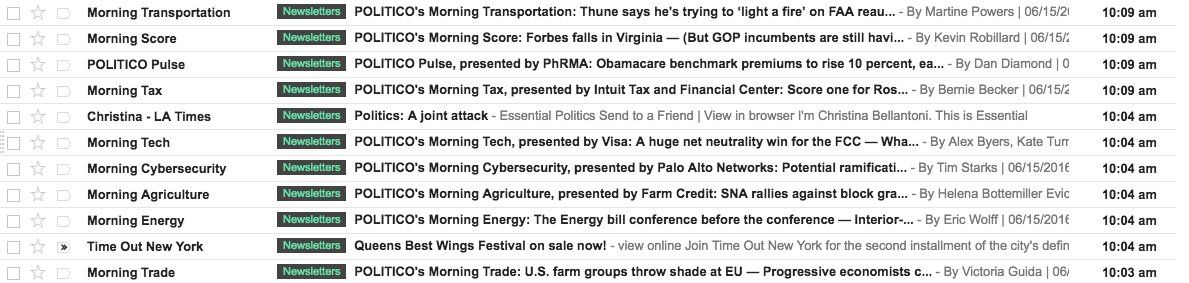 Morning Transportation Newsletters POLITICO's Morning Transportation: Thune says he's trying to ‘light a fire’ on FAA reau... - By Martine Powers | 06/15/20 10:09 am
Morning Score Newsletters POLITICO's Morning Score: Forbes falls in Virginia — (But GOP incumbents are still havi... - By Kevin Robillard | 06/15/2 10:09 am
POLITICO Pulse Newsletters POLITICO Pulse, presented by PhRMA: Obamacare benchmark premiums to rise 10 percent, ea... - By Dan Diamond | 0 10:09 am
Morning Tax Newsletters POLITICO's Morning Tax, presented by Intuit Tax and Financial Center: Score one for Ros... - By Bernie Becker | 06/15/2 10:09 am
Christina - LA Times Newsletters Politics: A joint attack - Essential Politics Send to a Friend | View in browser I'm Christina Bellantoni. This is Essential 10:04 am
Morning Tech Newsletters POLITICO's Morning Tech, presented by Visa: A huge net neutrality win for the FCC — Wha... - By Alex Byers, Kate Tum 10:04 am
Morning Cybersecurity Newsletters POLITICO's Morning Cybersecurity, presented by Palo Alto Networks: Potential ramificati... - By Tim Starks | 06/15/2016 10:04 am
Morning Agriculture Newsletters POLITICO's Morning Agriculture, presented by Farm Credit: SNA rallies against block gra... - By Helena Bottemiller Evic 10:04 am
Morning Energy Newsletters POLITICO's Morning Energy: The Energy bill conference before the conference — Interior-... - By Eric Wolff | 06/15/2016 10:04 am
» Time Out New York Newsletters Queens Best Wings Festival on sale now! - view online Join Time Out New York for the second installment of the city's defin 10:04 am
Morning Trade Newsletters POLITICO's Morning Trade: U.S. farm groups throw shade at EU — Progressive economists c... - By Victoria Guida | 06/ 10:03 am